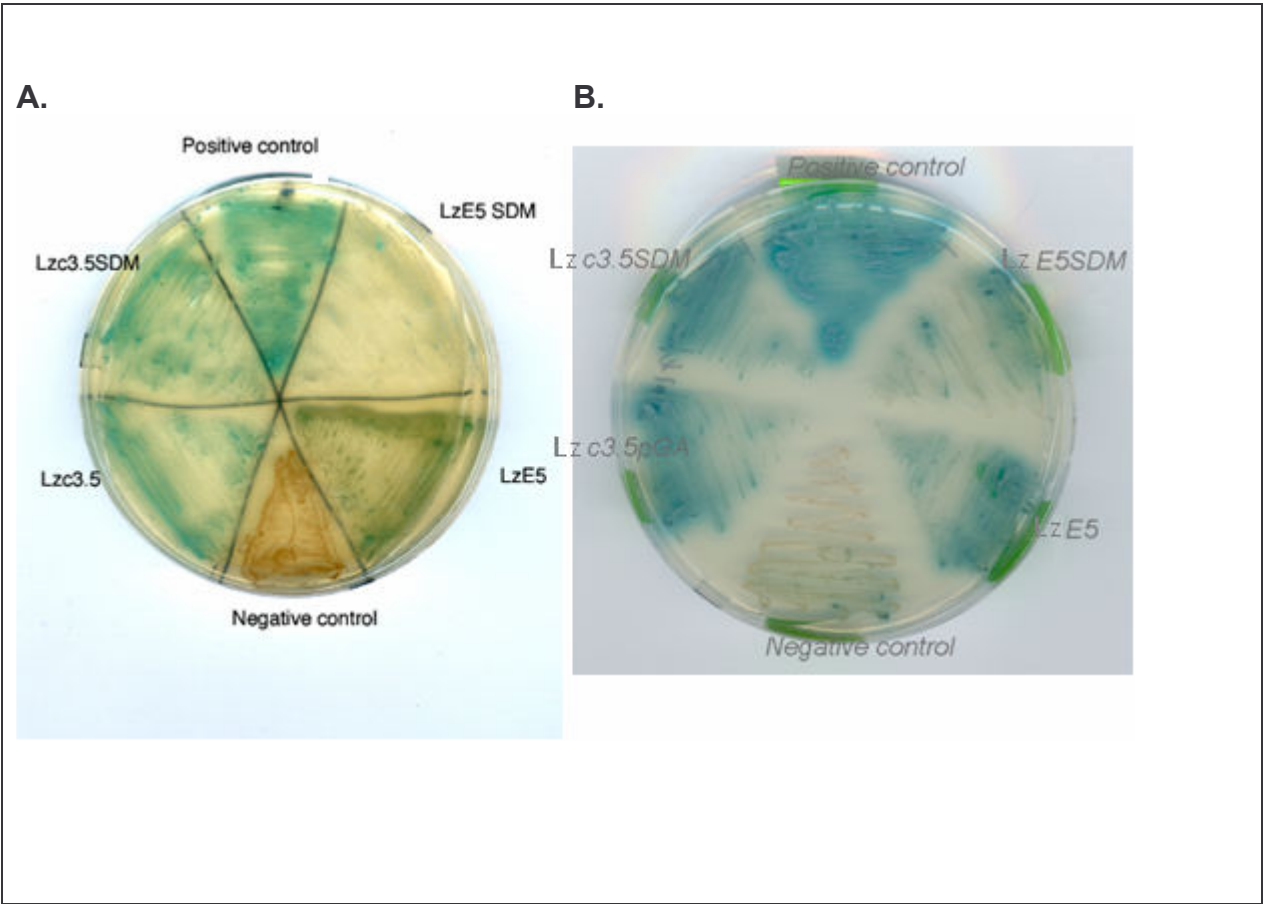 A.
B.
Positive control
LzE5 SDM
Lzc3.5SDM
Lzc3.5
LzE5
Negative control
Positive control
Lz c3.5SDM
Lz E5SDM
Lz c3.5pGA
Lz E5
Negative control